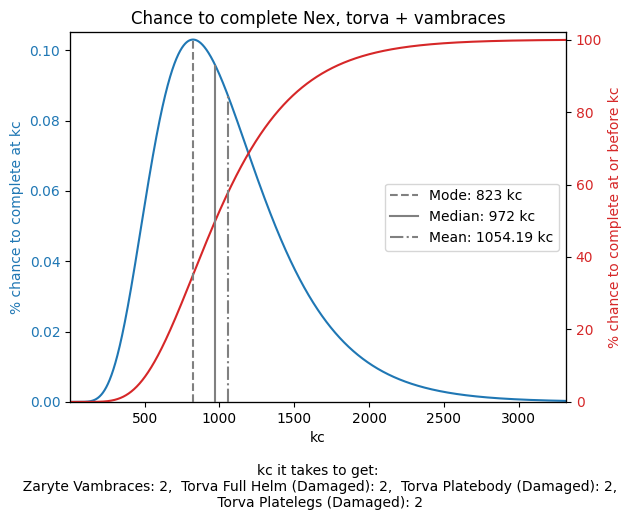 Chance to complete Nex, torva + vambraces
% chance to complete at kc
0.10
0.08
0.06
0.04
0.02
0.00
100
80
60
40
20
0
% chance to complete at or before kc
Mode: 823 kc
Median: 972 kc
Mean: 1054.19 kc
500
1000
1500
2000
2500
3000
kc
kc it takes to get:
Zaryte Vambraces: 2,  Torva Full Helm (Damaged): 2,  Torva Platebody (Damaged): 2,
Torva Platelegs (Damaged): 2